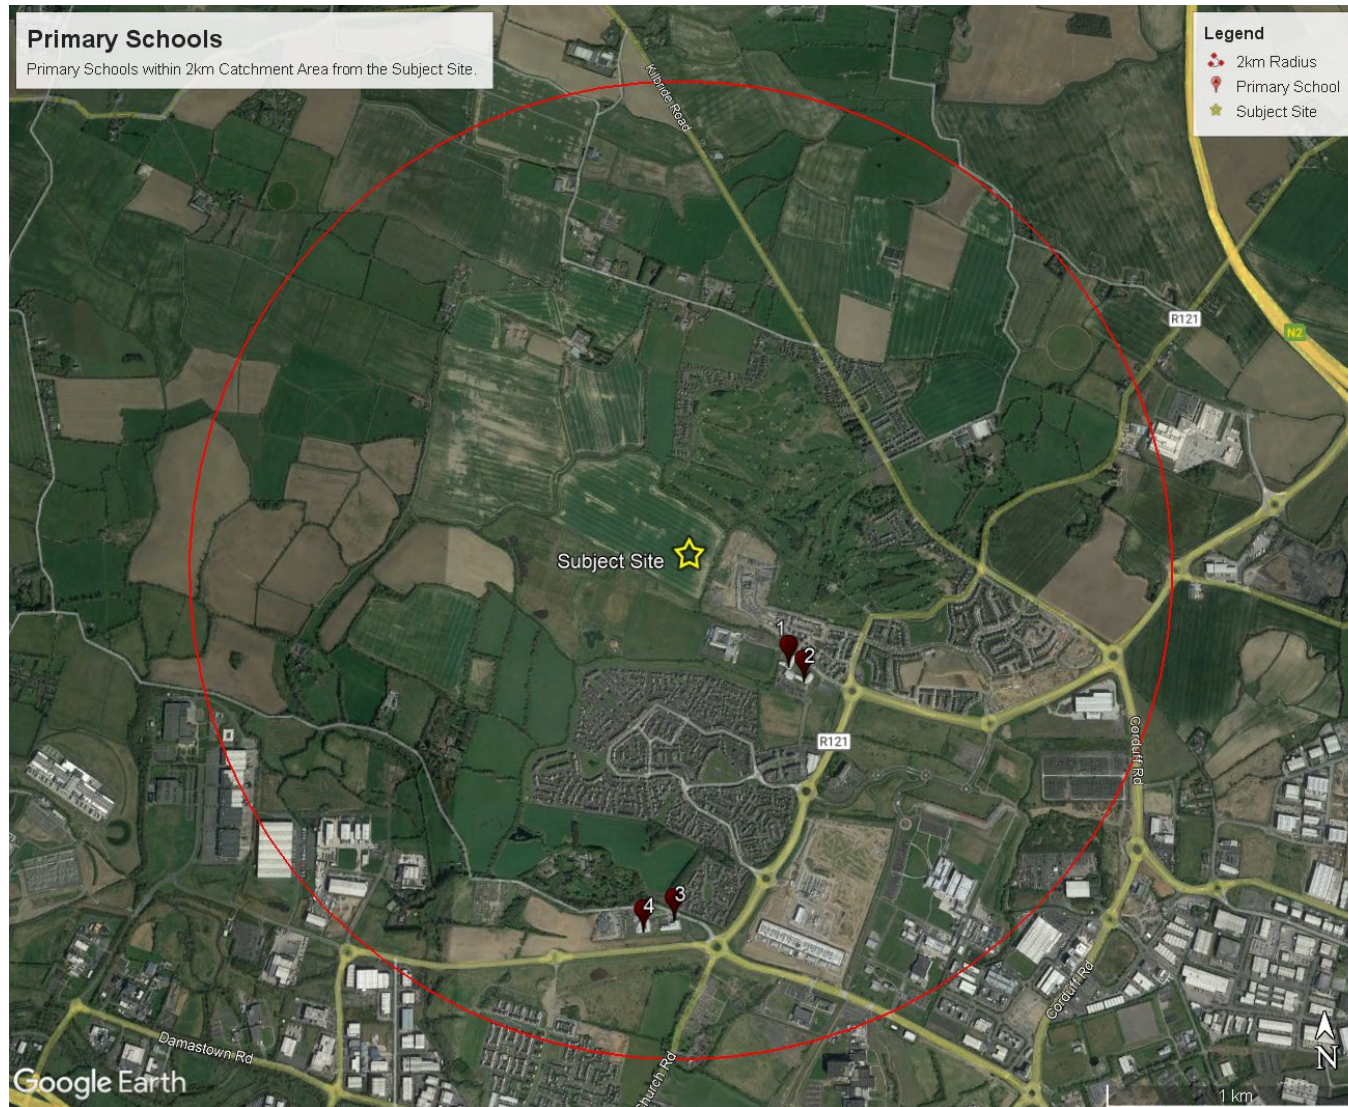 Primary Schools
Primary Schools within 2km Catchment Area from the Subject Site.
Legend
2km Radius
Primary School
Subject Site
Kilbride Road
R121
N2
Subject Site
1
2
R121
Corduff Rd
3
4
Corduff Rd
Damastown Rd
church Rd
Google Earth
N
1 km